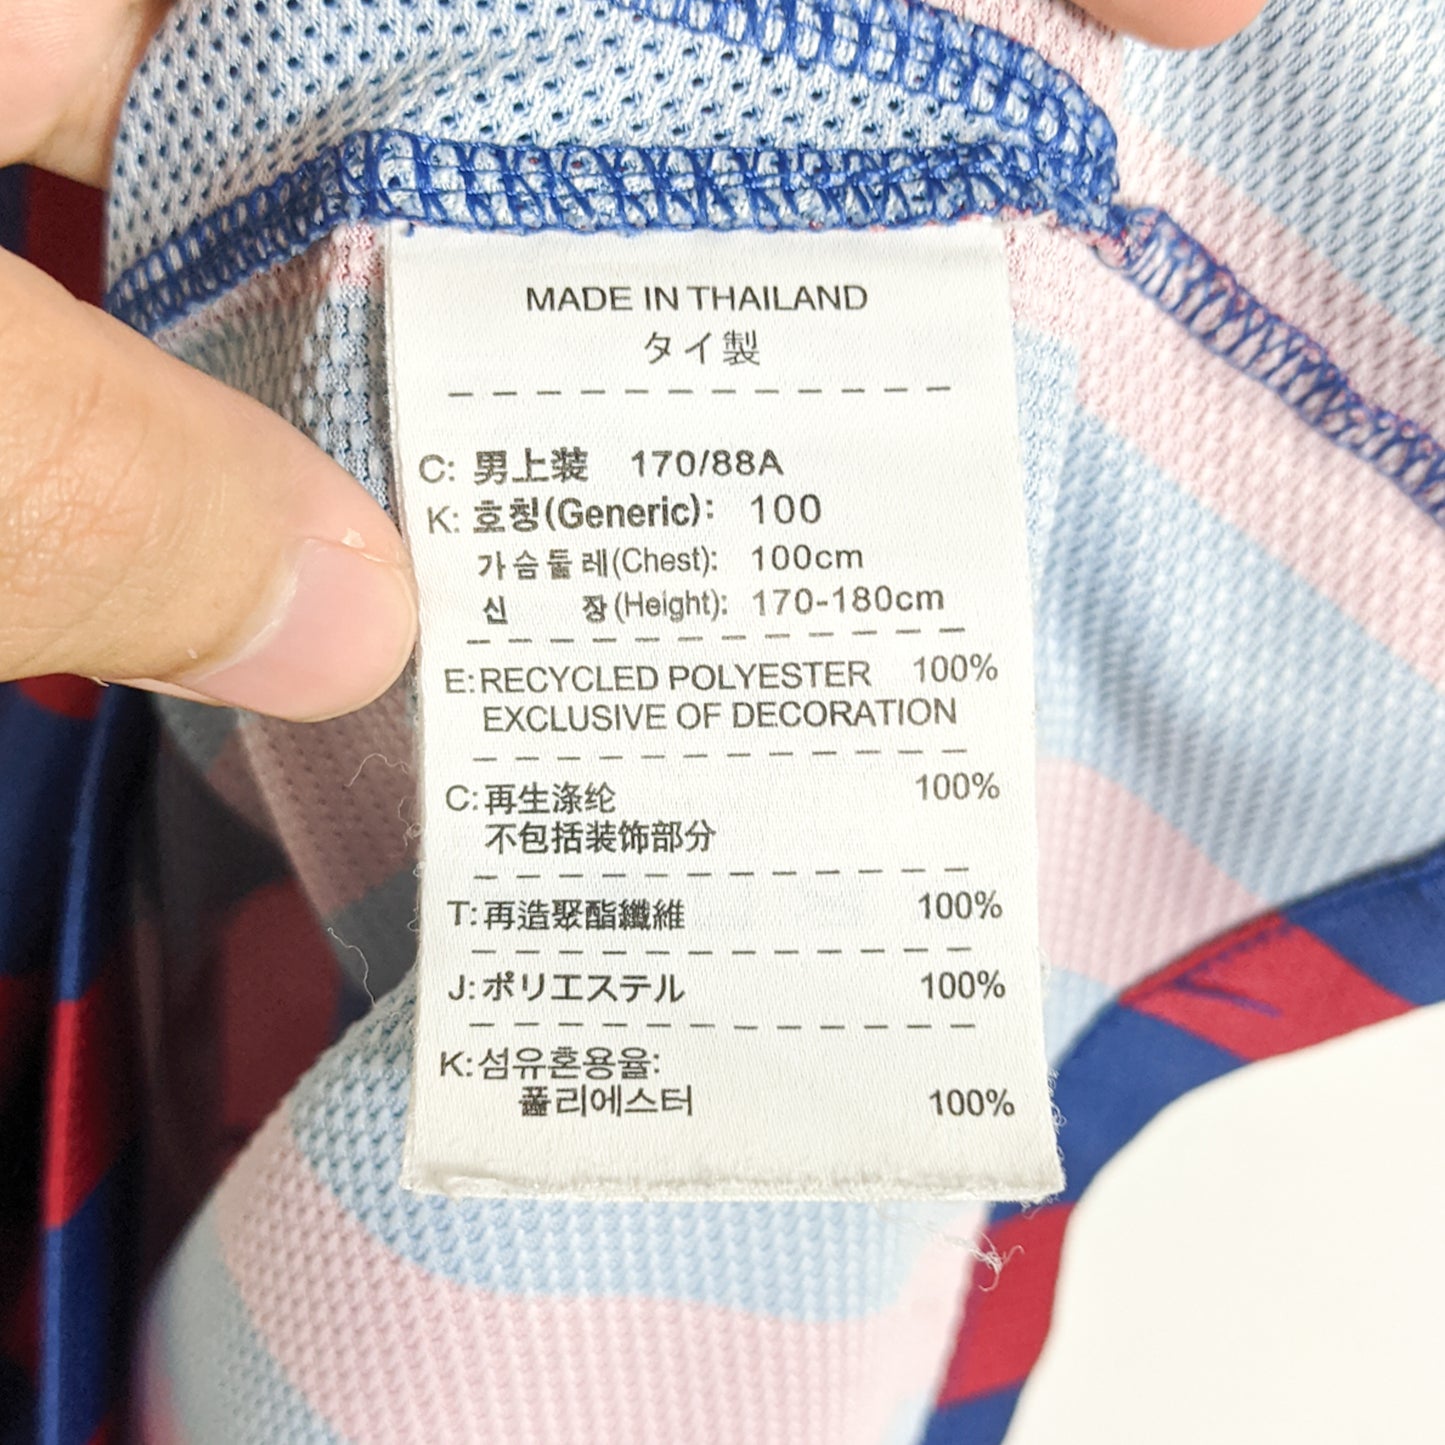 MADE IN THAILAND
タイ製
C: 男上装 170/88A
K: 호칭(Generic): 100
가슴둘레(Chest): 100cm
신 장(Height): 170-180cm
E: RECYCLED POLYESTER 100%
EXCLUSIVE OF DECORATION
C: 再生涤纶 100%
不包括装饰部分
T: 再造聚酯纖維 100%
J: ポリエステル 100%
K: 섬유혼용율:
폴리에스터 100%